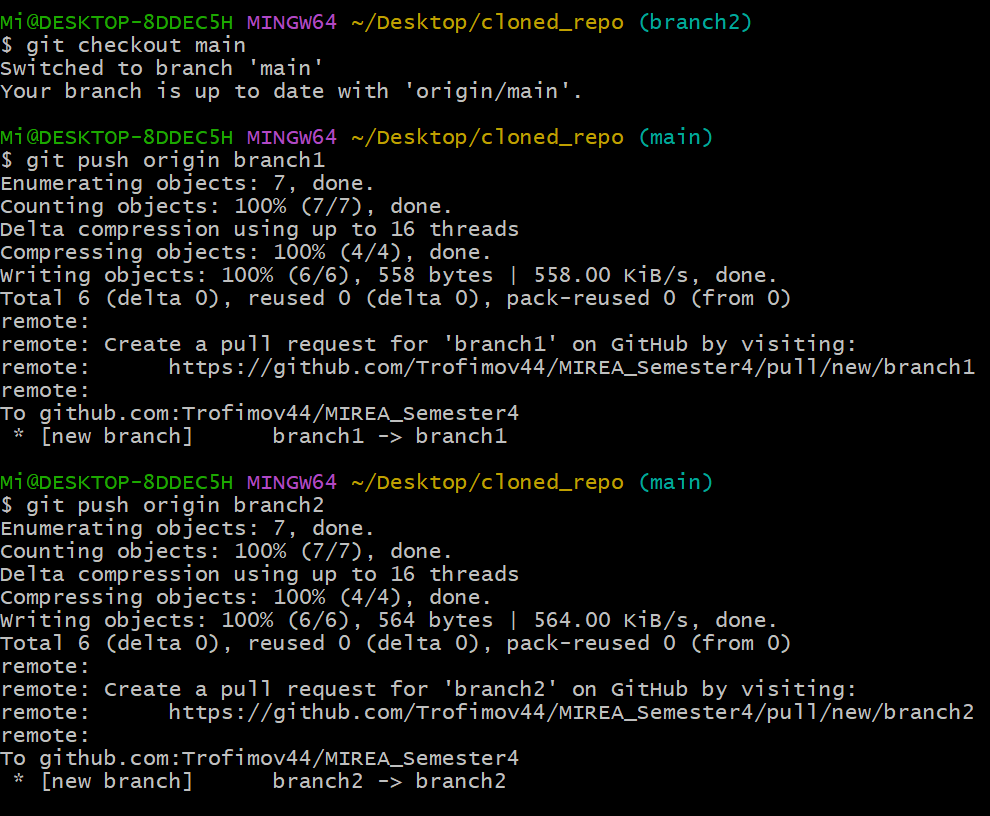 Mi@DESKTOP-8DDEC5H MINGW64 ~/Desktop/cloned_repo (branch2)
$ git checkout main
Switched to branch 'main'
Your branch is up to date with 'origin/main'.
Mi@DESKTOP-8DDEC5H MINGW64 ~/Desktop/cloned_repo (main)
$ git push origin branch1
Enumerating objects: 7, done.
Counting objects: 100% (7/7), done.
Delta compression using up to 16 threads
Compressing objects: 100% (4/4), done.
Writing objects: 100% (6/6), 558 bytes | 558.00 KiB/s, done.
Total 6 (delta 0), reused 0 (delta 0), pack-reused 0 (from 0)
remote:
remote: Create a pull request for 'branch1' on GitHub by visiting:
remote:      https://github.com/Trofimov44/MIREA_Semester4/pull/new/branch1
remote:
To github.com:Trofimov44/MIREA_Semester4
 * [new branch]      branch1 -> branch1
Mi@DESKTOP-8DDEC5H MINGW64 ~/Desktop/cloned_repo (main)
$ git push origin branch2
Enumerating objects: 7, done.
Counting objects: 100% (7/7), done.
Delta compression using up to 16 threads
Compressing objects: 100% (4/4), done.
Writing objects: 100% (6/6), 564 bytes | 564.00 KiB/s, done.
Total 6 (delta 0), reused 0 (delta 0), pack-reused 0 (from 0)
remote:
remote: Create a pull request for 'branch2' on GitHub by visiting:
remote:      https://github.com/Trofimov44/MIREA_Semester4/pull/new/branch2
remote:
To github.com:Trofimov44/MIREA_Semester4
 * [new branch]      branch2 -> branch2